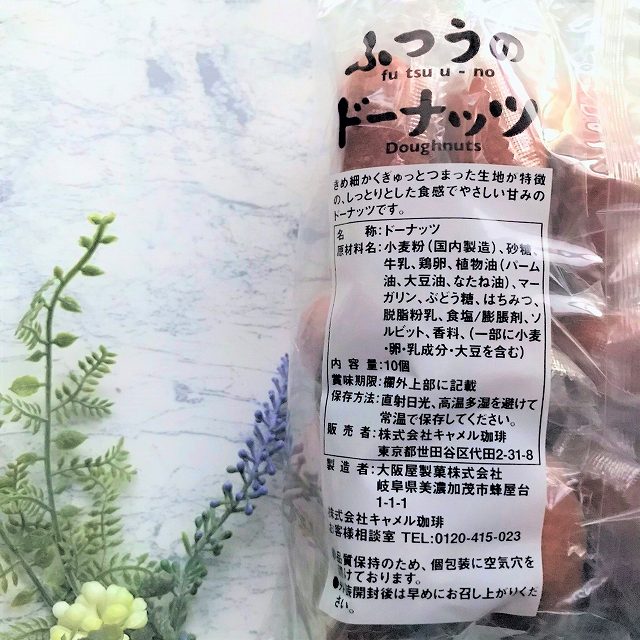 ふつうの
fu tsu u - no
ドーナッツ
Doughnuts
きめ細かくぎゅっとつまった生地が特徴
の、しっとりとした食感でやさしい甘みの
ドーナッツです。
名 称:ドーナッツ
原材料名:小麦粉(国内製造)、砂糖、
牛乳、鶏卵、植物油(パーム
油、大豆油、なたね油)、マー
ガリン、ぶどう糖、はちみつ、
脱脂粉乳、食塩/膨脹剤、ソ
ルビット、香料、(一部に小麦
・卵・乳成分・大豆を含む)
内 容 量:10個
賞味期限:欄外上部に記載
保存方法:直射日光、高温多湿を避けて
常温で保存してください。
販 売 者:株式会社キャメル珈琲
東京都世田谷区代田2-31-8
製 造 者:大阪屋製菓株式会社
岐阜県美濃加茂市蜂屋台
1-1-1
株式会社キャメル珈琲
お客様相談室 TEL:0120-415-023
●品質保持のため、個包装に空気穴を
開けております。
●開封後は早めにお召し上がりくだ
さい。